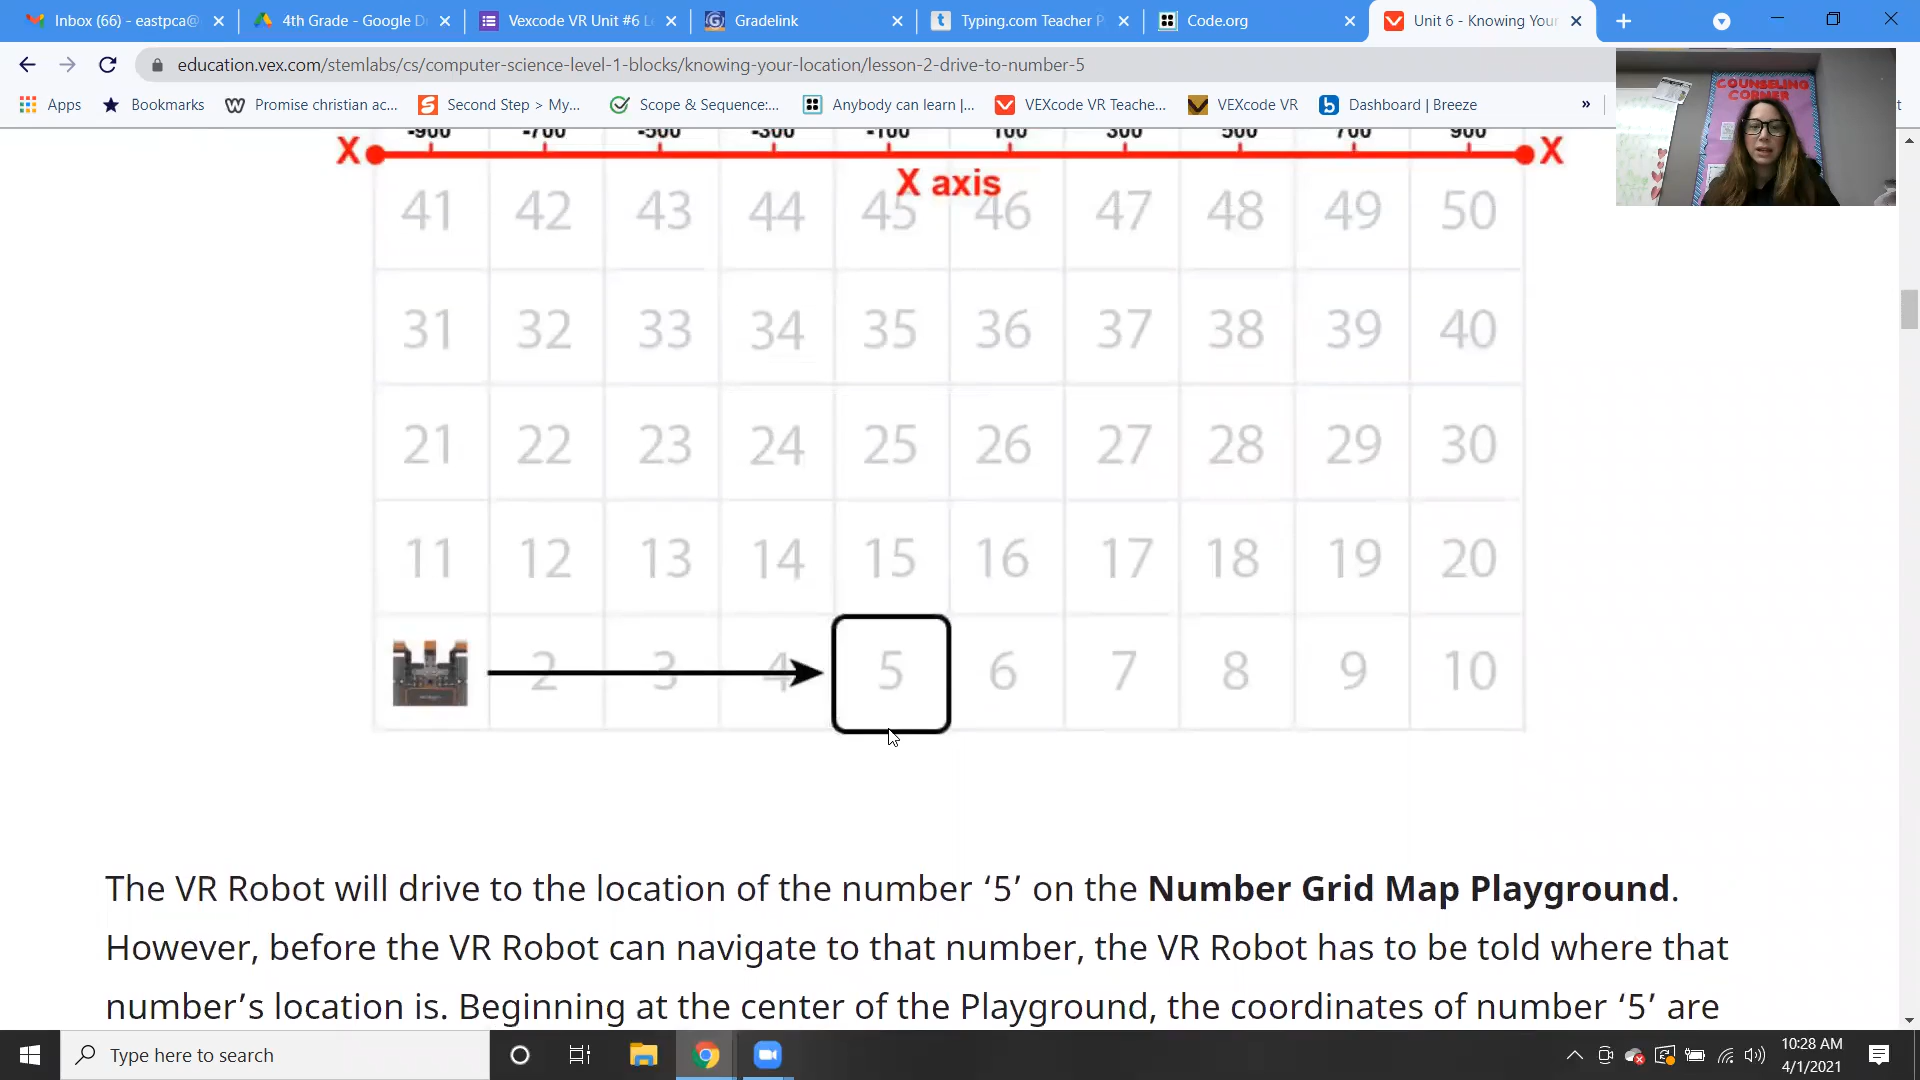 Inbox (66) - eastpca@
4th Grade - Google D
Vexcode VR Unit #6 L
Gradelink
Typing.com Teacher P
Code.org
Unit 6 - Knowing Your
education.vex.com/stemlabs/cs/computer-science-level-1-blocks/knowing-your-location/lesson-2-drive-to-number-5
Apps
Bookmarks
Promise christian ac...
Second Step > My...
Scope & Sequence:...
Anybody can learn |...
VEXcode VR Teache...
VEXcode VR
Dashboard | Breeze
»
COUNSELING
CORNER
-900 -700 -500 -300 -100 100 300 500 700 900
X X
X axis
41 42 43 44 45 46 47 48 49 50
31 32 33 34 35 36 37 38 39 40
21 22 23 24 25 26 27 28 29 30
11 12 13 14 15 16 17 18 19 20
2 3 4 5 6 7 8 9 10
The VR Robot will drive to the location of the number ‘5’ on the Number Grid Map Playground.
However, before the VR Robot can navigate to that number, the VR Robot has to be told where that
number’s location is. Beginning at the center of the Playground, the coordinates of number ‘5’ are
Type here to search
10:28 AM
4/1/2021